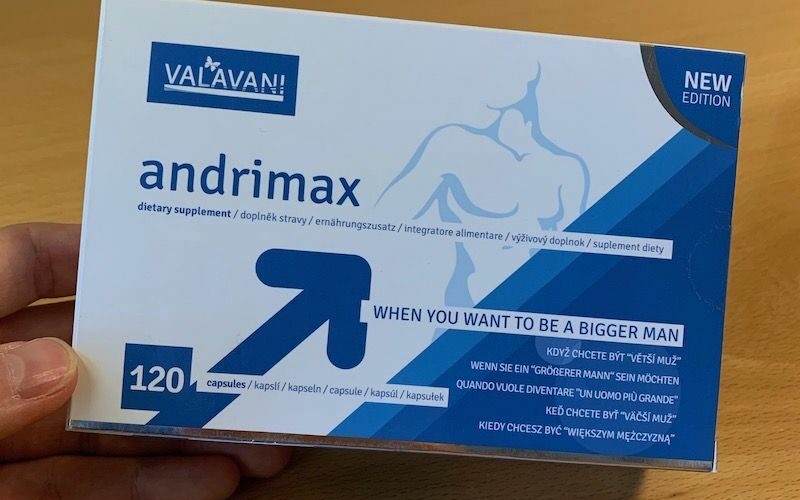 VALAVANI
NEW
EDITION
andrimax
dietary supplement / doplněk stravy / ernährungszusatz / integratore alimentare / výživový doplnok / suplement diety
WHEN YOU WANT TO BE A BIGGER MAN
KDYŽ CHCETE BÝT "VĚTŠÍ MUŽ"
WENN SIE EIN "GRÖßERER MANN" SEIN MÖCHTEN
QUANDO VUOLE DIVENTARE "UN UOMO PIÙ GRANDE"
KEĎ CHCETE BYŤ "VÄČŠÍ MUŽ"
KIEDY CHCESZ BYĆ "WIĘKSZYM MĘŻCZYZNĄ"
120
capsules / kapslí / kapseln / capsule / kapsúl / kapsułek